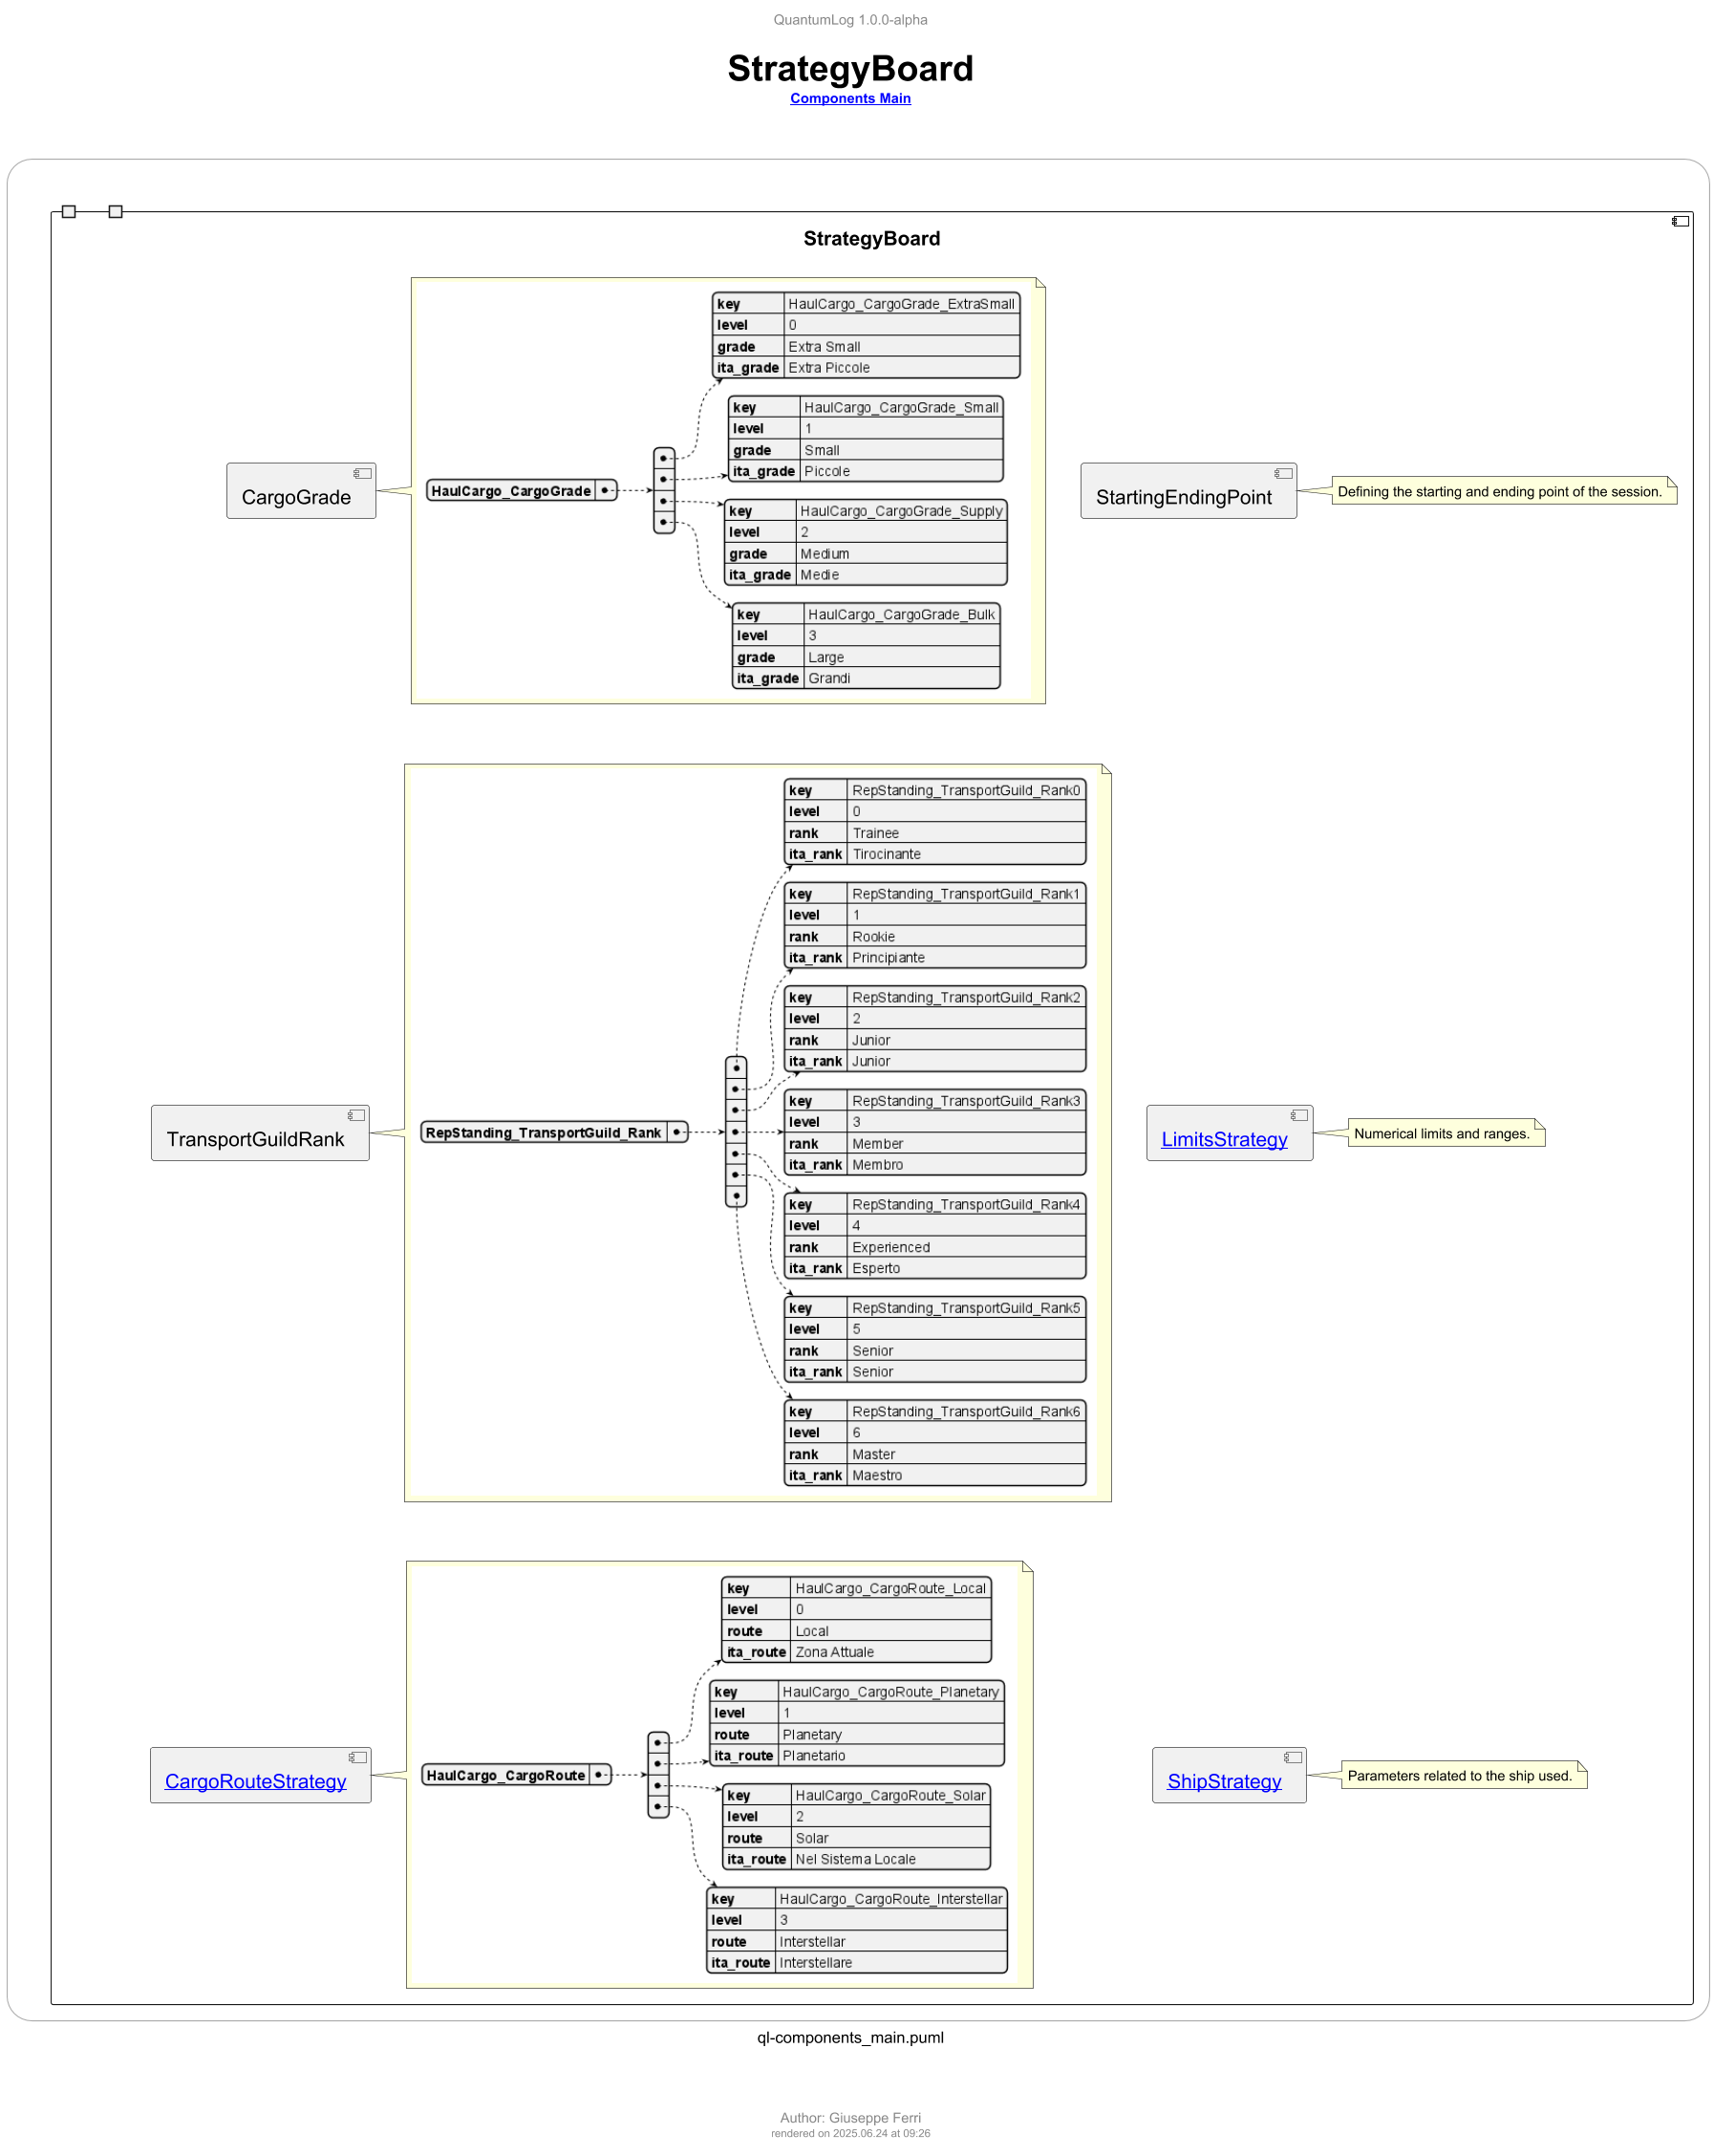 QuantumLog 1.0.0-alpha
StrategyBoard
Components Main
StrategyBoard
CargoGrade
HaulCargo_CargoGrade
key HaulCargo_CargoGrade_ExtraSmall
level 0
grade Extra Small
ita_grade Extra Piccole
key HaulCargo_CargoGrade_Small
level 1
grade Small
ita_grade Piccole
key HaulCargo_CargoGrade_Supply
level 2
grade Medium
ita_grade Medie
key HaulCargo_CargoGrade_Bulk
level 3
grade Large
ita_grade Grandi
StartingEndingPoint
Defining the starting and ending point of the session.
TransportGuildRank
RepStanding_TransportGuild_Rank
key RepStanding_TransportGuild_Rank0
level 0
rank Trainee
ita_rank Tirocinante
key RepStanding_TransportGuild_Rank1
level 1
rank Rookie
ita_rank Principiante
key RepStanding_TransportGuild_Rank2
level 2
rank Junior
ita_rank Junior
key RepStanding_TransportGuild_Rank3
level 3
rank Member
ita_rank Membro
key RepStanding_TransportGuild_Rank4
level 4
rank Experienced
ita_rank Esperto
key RepStanding_TransportGuild_Rank5
level 5
rank Senior
ita_rank Senior
key RepStanding_TransportGuild_Rank6
level 6
rank Master
ita_rank Maestro
LimitsStrategy
Numerical limits and ranges.
CargoRouteStrategy
HaulCargo_CargoRoute
key HaulCargo_CargoRoute_Local
level 0
route Local
ita_route Zona Attuale
key HaulCargo_CargoRoute_Planetary
level 1
route Planetary
ita_route Planetario
key HaulCargo_CargoRoute_Solar
level 2
route Solar
ita_route Nel Sistema Locale
key HaulCargo_CargoRoute_Interstellar
level 3
route Interstellar
ita_route Interstellare
ShipStrategy
Parameters related to the ship used.
ql-components_main.puml
Author: Giuseppe Ferri
rendered on 2025.06.24 at 09:26